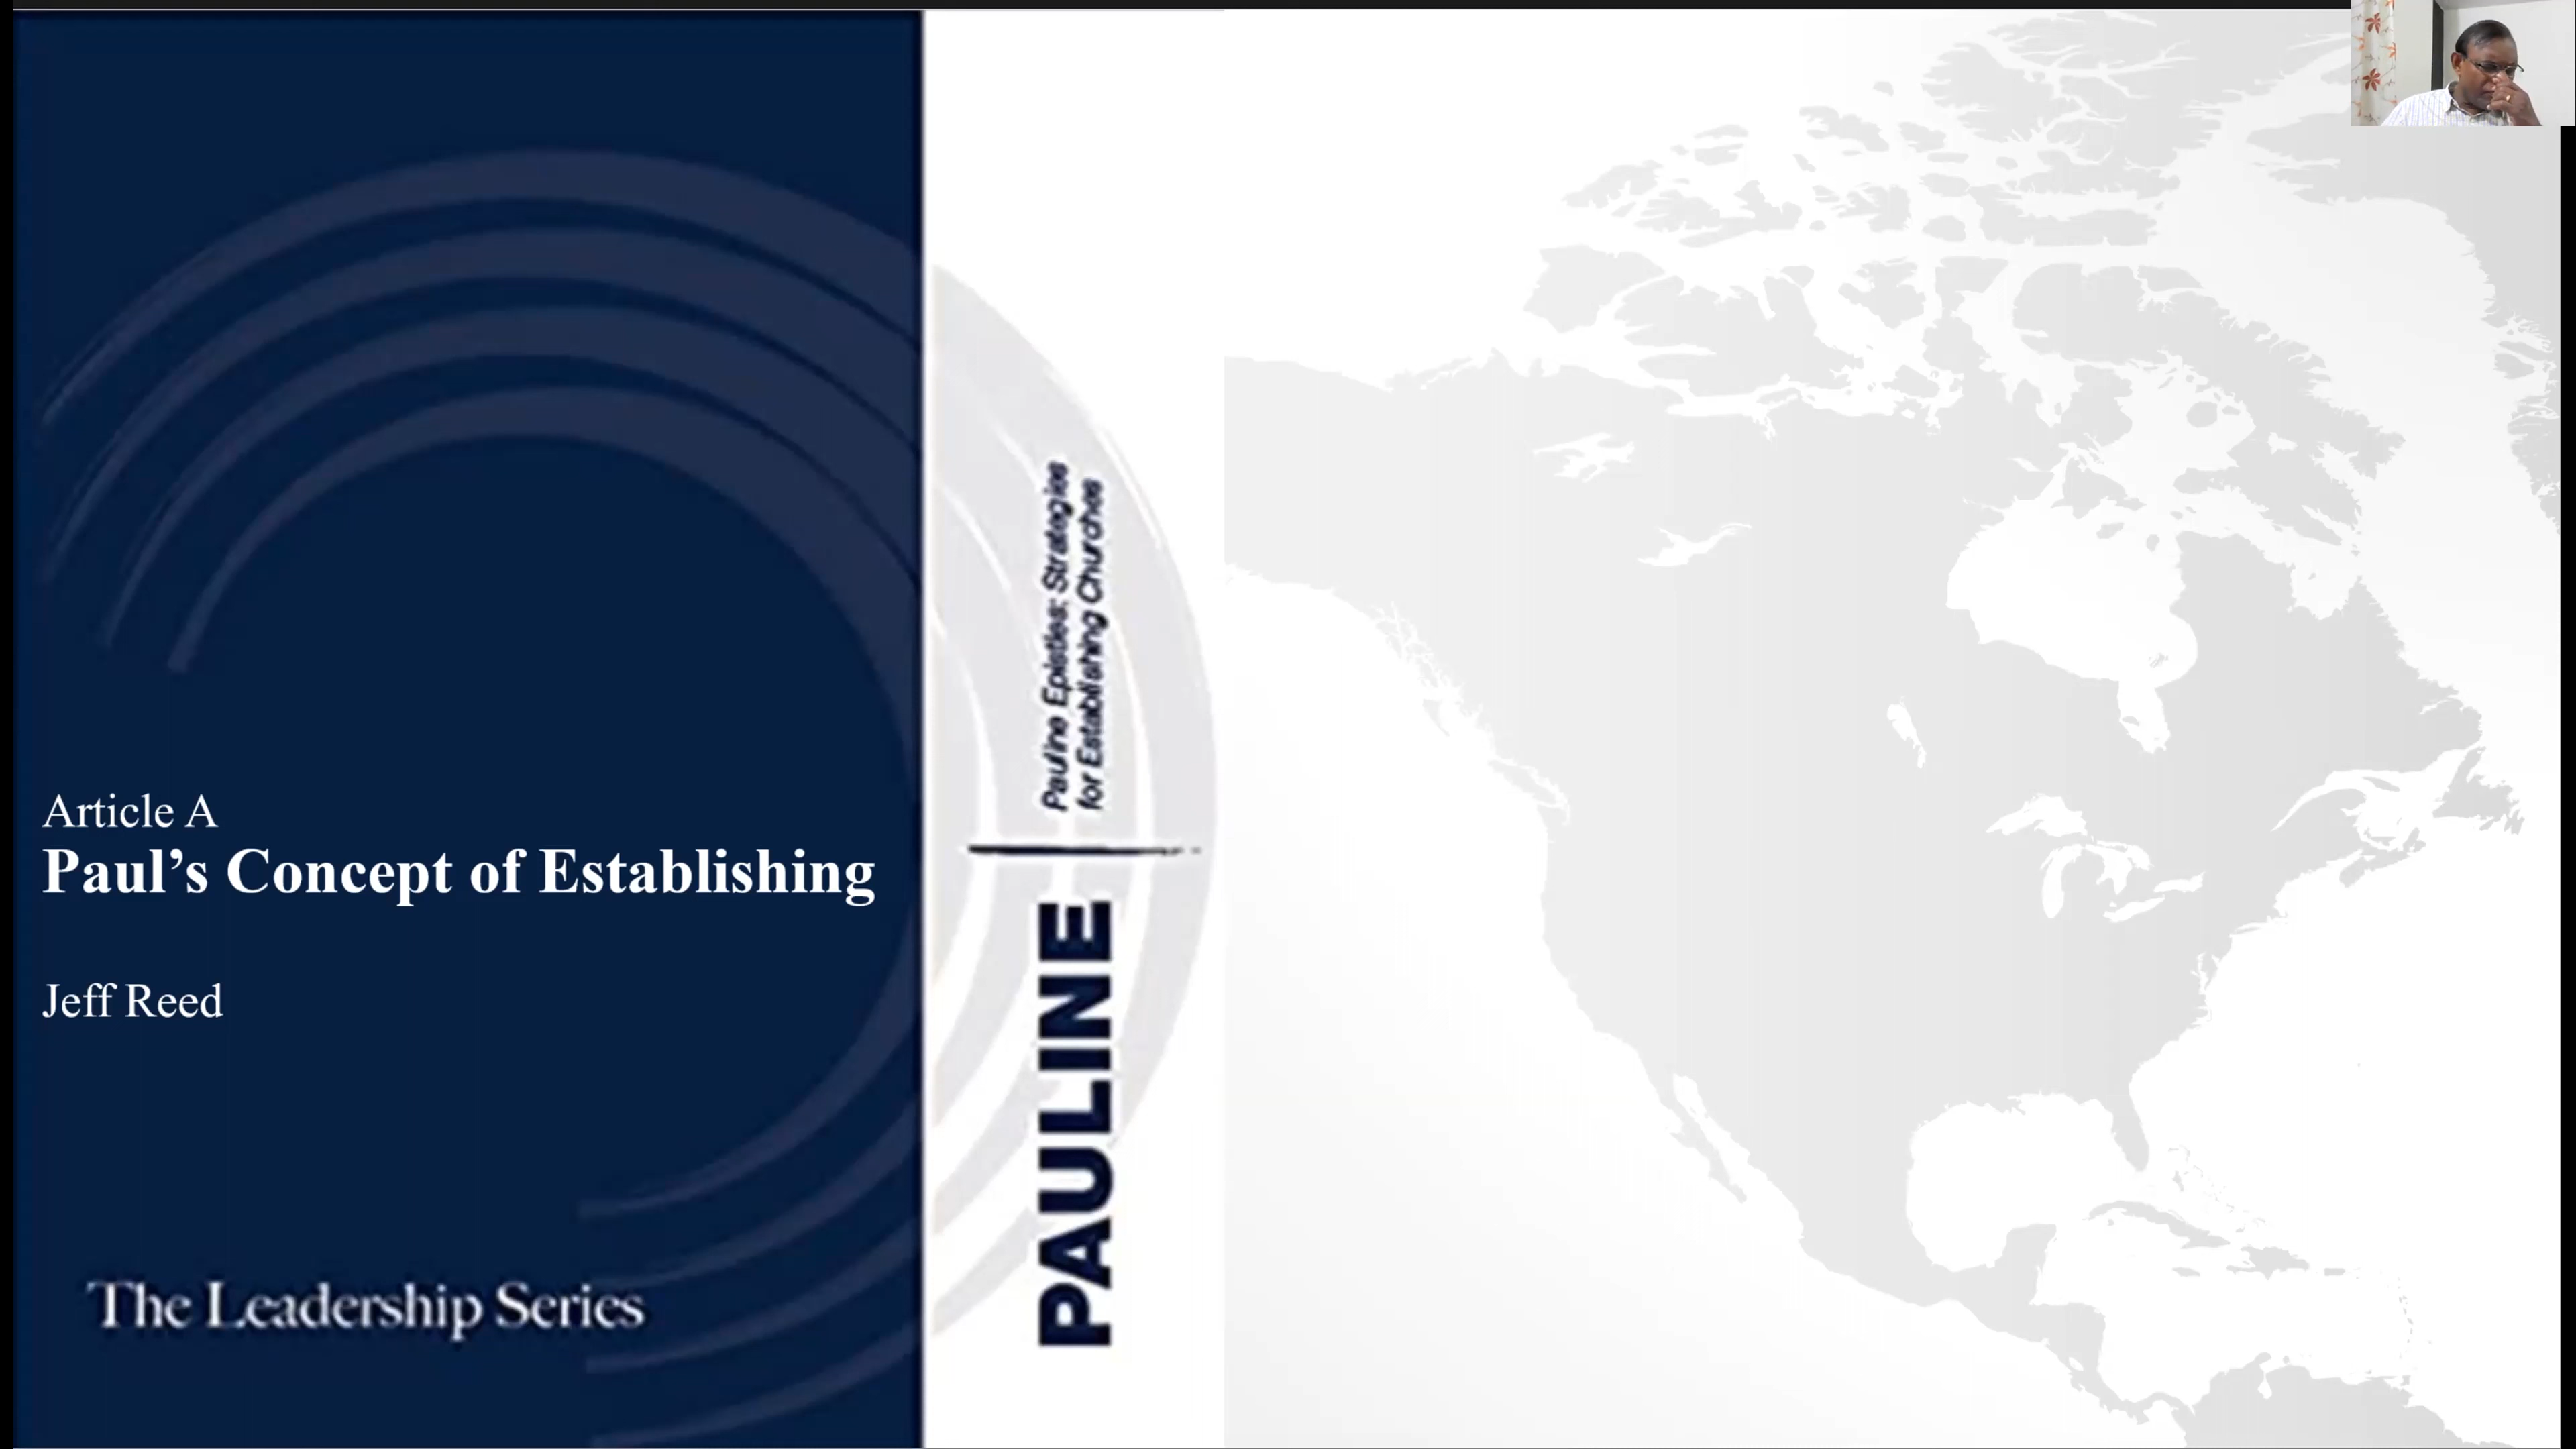 Article A
Paul’s Concept of Establishing
Jeff Reed
The Leadership Series
PAULINE
Pauline Epistles: Strategies
for Establishing Churches